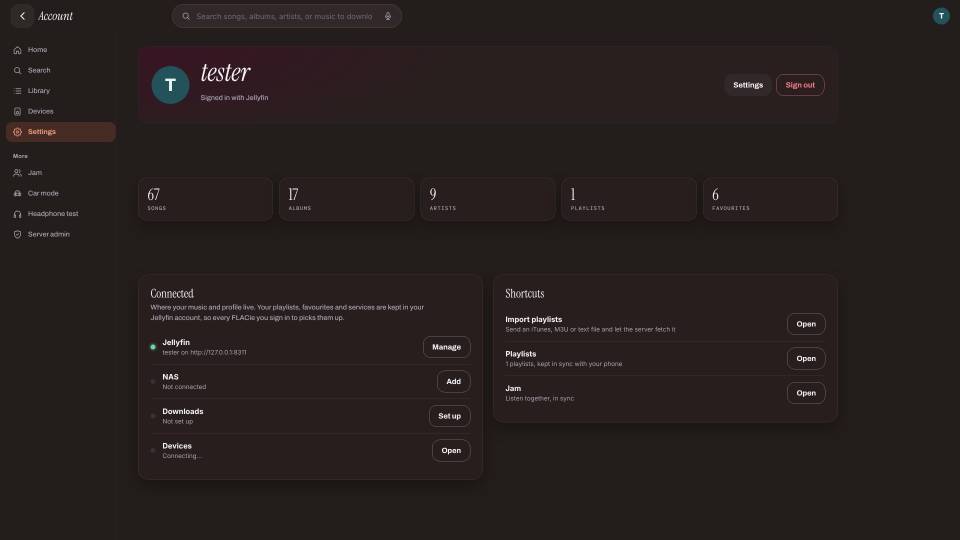 Account
Search songs, albums, artists, or music to downlo
T
Home
Search
Library
Devices
Settings
More
Jam
Car mode
Headphone test
Server admin
T
tester
Signed in with Jellyfin
Settings
Sign out
67
SONGS
17
ALBUMS
9
ARTISTS
1
PLAYLISTS
6
FAVOURITES
Connected
Where your music and profile live. Your playlists, favourites and services are kept in your
Jellyfin account, so every FLACie you sign in to picks them up.
Jellyfin
tester on http://127.0.0.1:8311
Manage
NAS
Not connected
Add
Downloads
Not set up
Set up
Devices
Connecting…
Open
Shortcuts
Import playlists
Send an iTunes, M3U or text file and let the server fetch it
Open
Playlists
1 playlists, kept in sync with your phone
Open
Jam
Listen together, in sync
Open